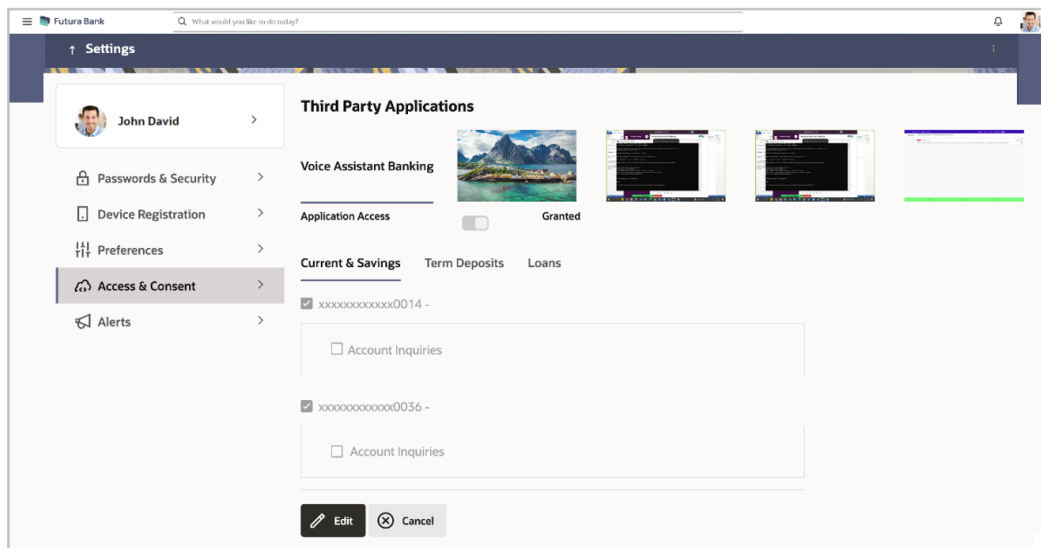 Futura Bank
What would you like to do today?
Settings
John David
Passwords & Security
Device Registration
Preferences
Access & Consent
Alerts
Third Party Applications
Voice Assistant Banking
Application Access
Granted
Current & Savings Term Deposits Loans
xxxxxxxxxxxx0014 -
Account Inquiries
xxxxxxxxxxxx0036 -
Account Inquiries
Edit Cancel